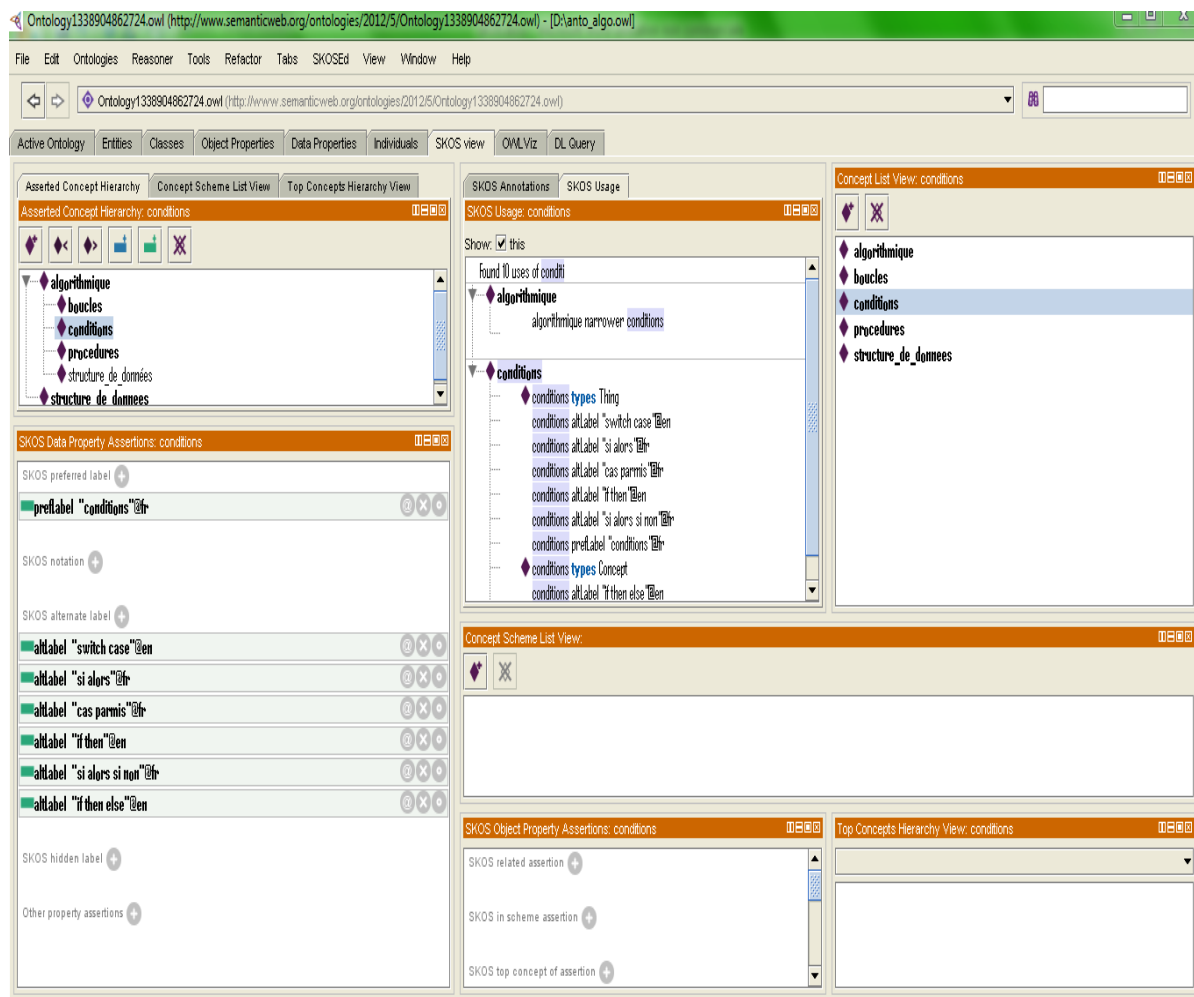 Ontology1338904862724.owl (http://www.semanticweb.org/ontologies/2012/5/Ontology1338904862724.owl) - [D:\anto_algo.owl]
File Edit Ontologies Reasoner Tools Refactor Tabs SKOSEd View Window Help
Ontology1338904862724.owl (http://www.semanticweb.org/ontologies/2012/5/Ontology1338904862724.owl)
Active Ontology Entities Classes Object Properties Data Properties Individuals SKOS view OWLViz DL Query
Asserted Concept Hierarchy Concept Scheme List View Top Concepts Hierarchy View
Asserted Concept Hierarchy: conditions
algorithmique
boucles
conditions
procedures
structure_de_données
structure_de_donnees
SKOS Data Property Assertions: conditions
SKOS preferred label
prefLabel "conditions"@fr
SKOS notation
SKOS alternate label
altLabel "switch case"@en
altLabel "si alors"@fr
altLabel "cas parmis"@fr
altLabel "if then"@en
altLabel "si alors si non"@fr
altLabel "if then else"@en
SKOS hidden label
Other property assertions
SKOS Annotations SKOS Usage
SKOS Usage: conditions
Show: this
Found 10 uses of conditi
algorithmique
algorithmique narrower conditions
conditions
conditions types Thing
conditions altLabel "switch case"@en
conditions altLabel "si alors"@fr
conditions altLabel "cas parmis"@fr
conditions altLabel "if then"@en
conditions altLabel "si alors si non"@fr
conditions prefLabel "conditions"@fr
conditions types Concept
conditions altLabel "if then else"@en
Concept List View: conditions
algorithmique
boucles
conditions
procedures
structure_de_donnees
Concept Scheme List View:
SKOS Object Property Assertions: conditions
SKOS related assertion
SKOS in scheme assertion
SKOS top concept of assertion
Top Concepts Hierarchy View: conditions